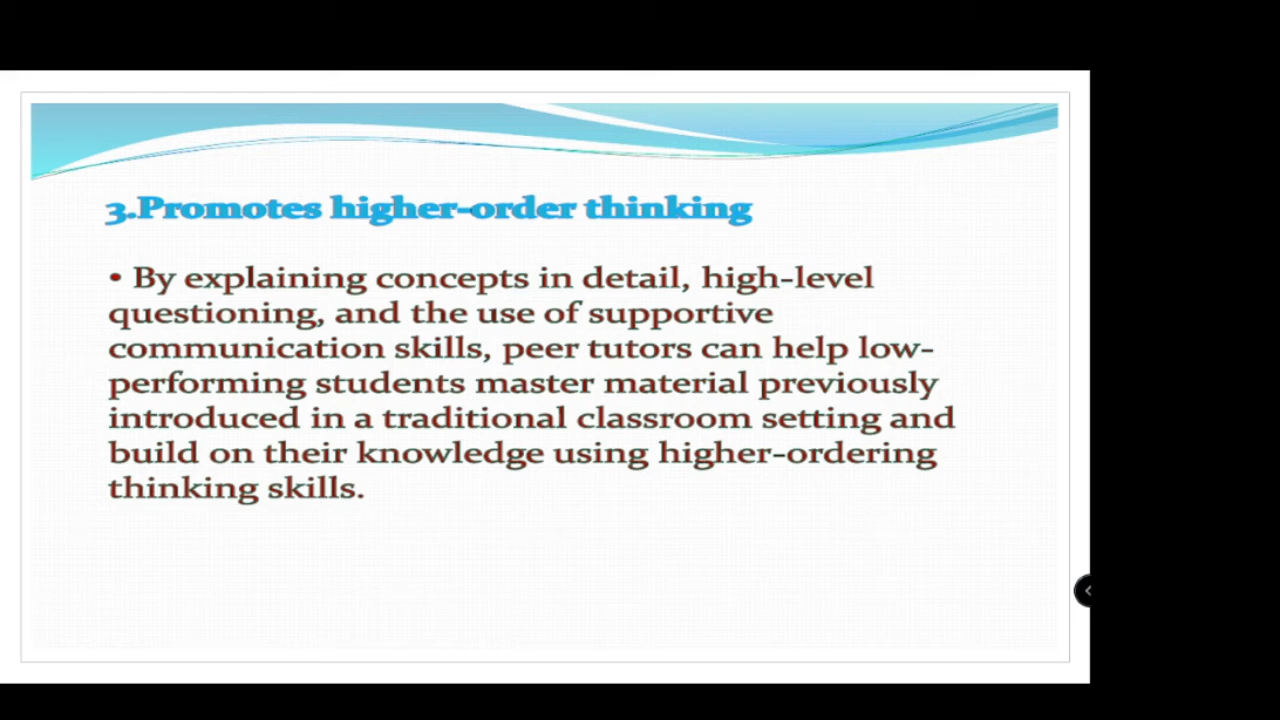 3.Promotes higher-order thinking
• By explaining concepts in detail, high-level
questioning, and the use of supportive
communication skills, peer tutors can help low-
performing students master material previously
introduced in a traditional classroom setting and
build on their knowledge using higher-ordering
thinking skills.